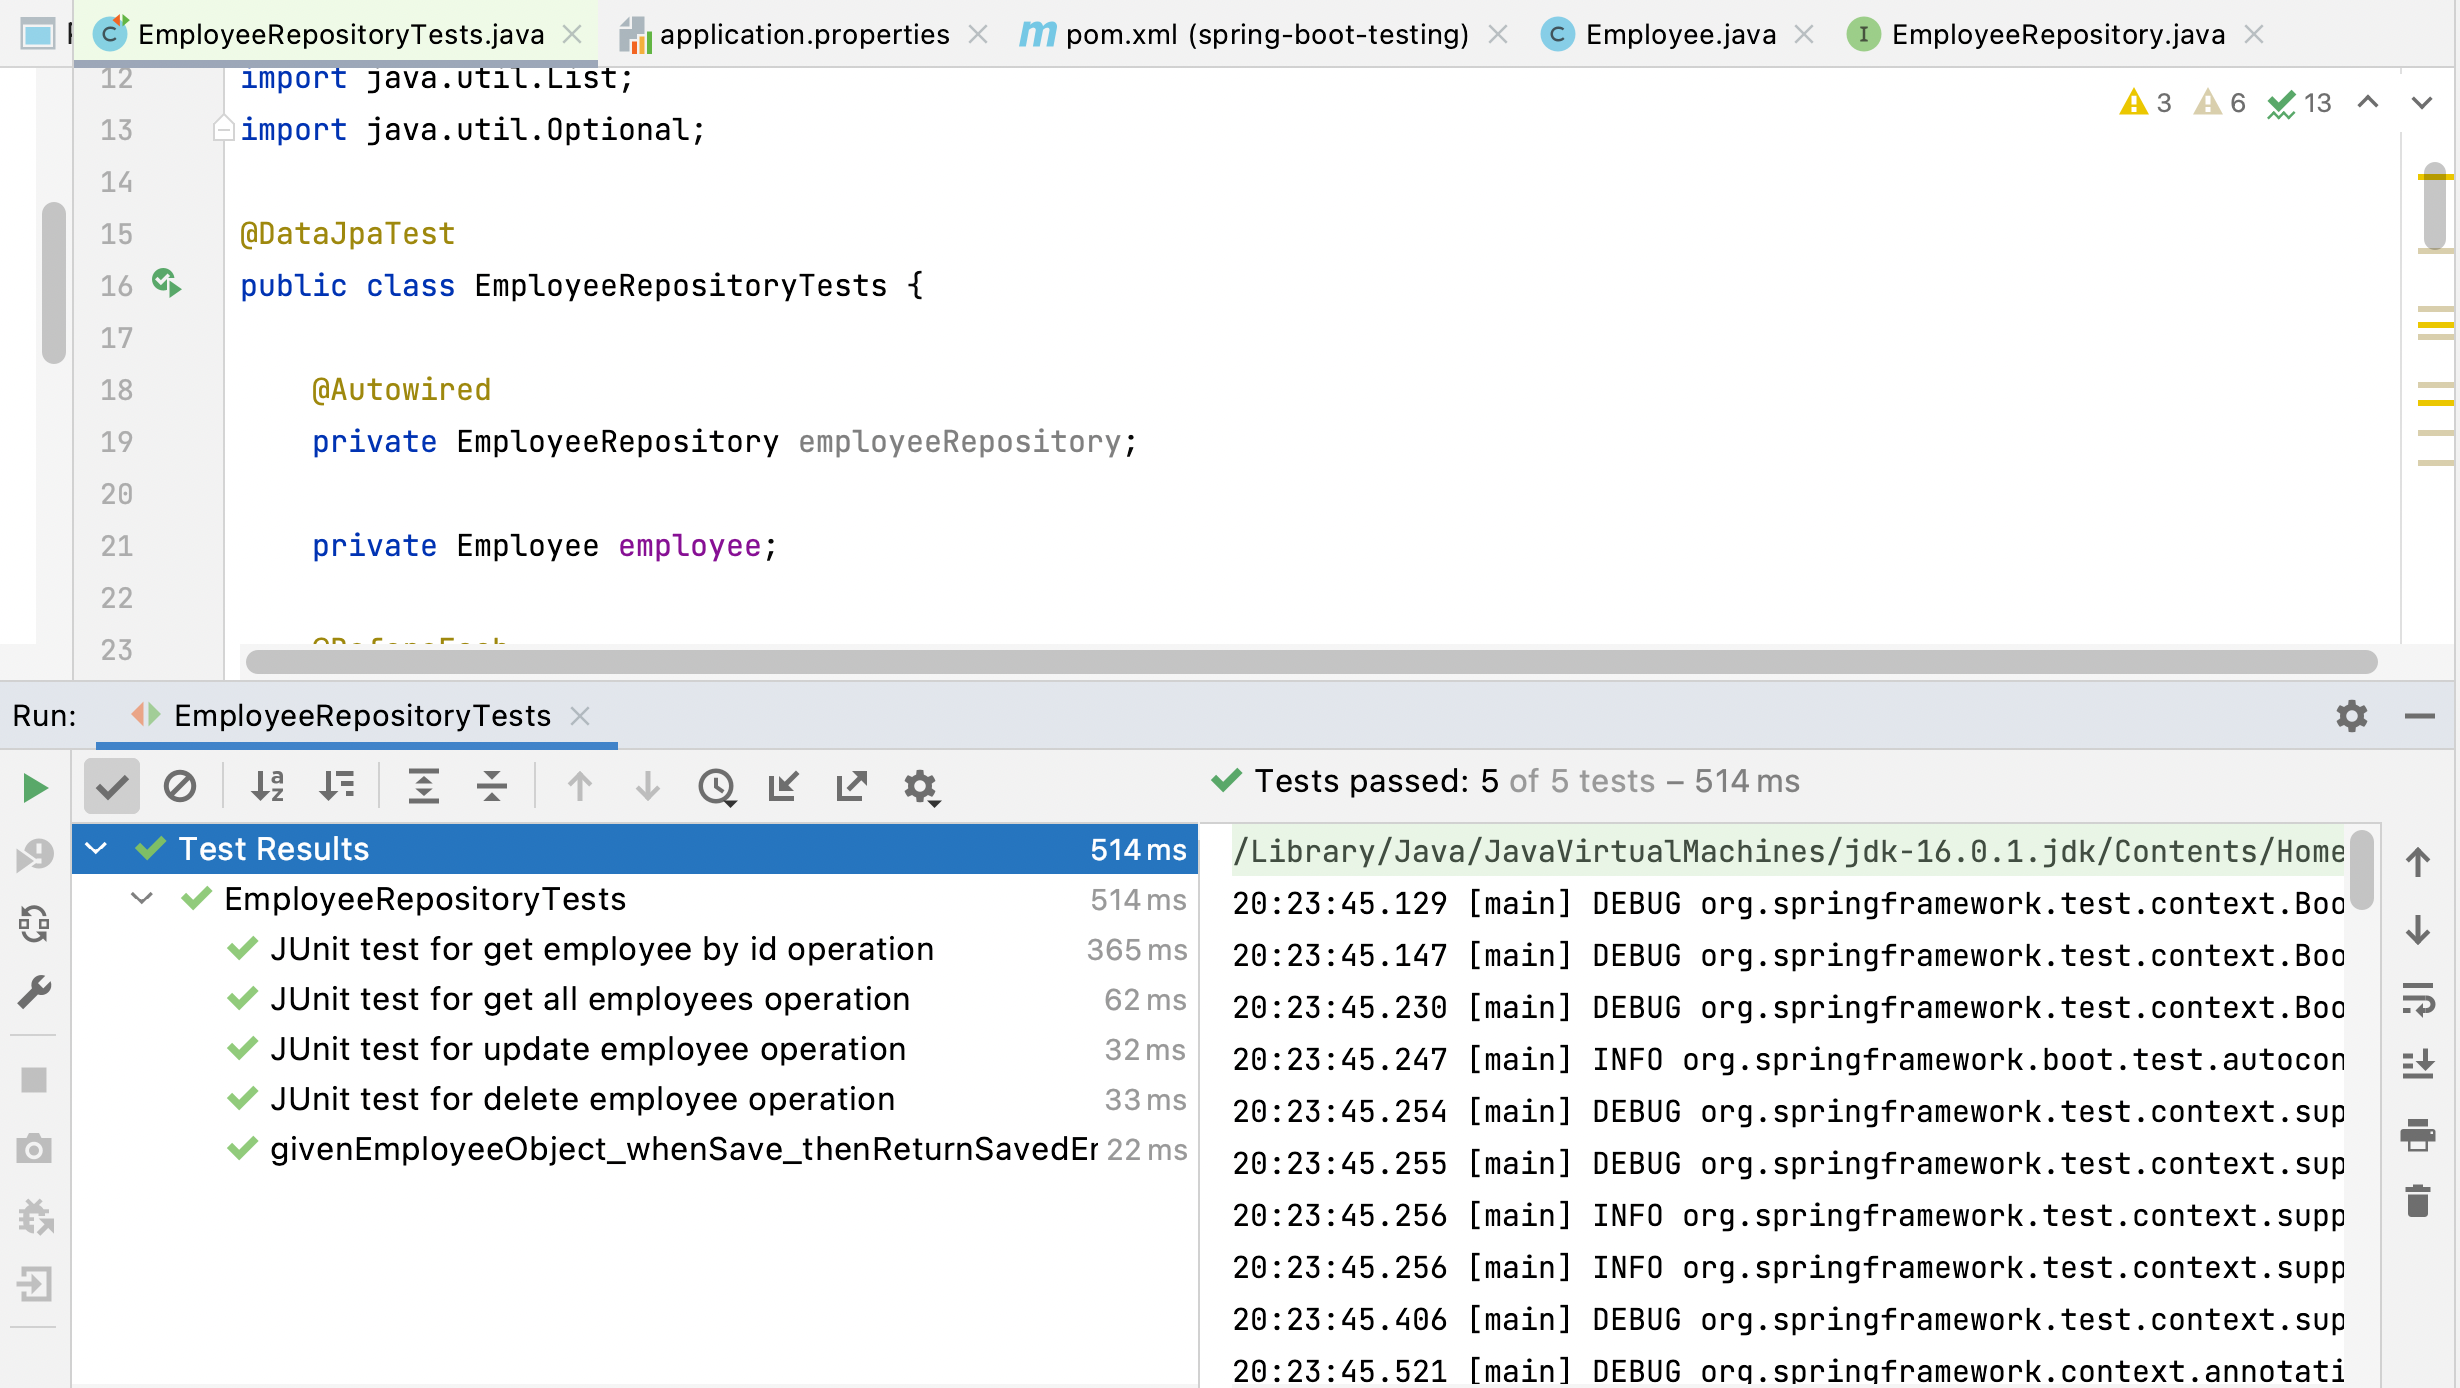 EmployeeRepositoryTests.java application.properties pom.xml (spring-boot-testing) Employee.java EmployeeRepository.java
12 import java.util.List;
13 import java.util.Optional;
3 6 13
14
15 @DataJpaTest
16 public class EmployeeRepositoryTests {
17
18 @Autowired
19 private EmployeeRepository employeeRepository;
20
21 private Employee employee;
22
23 @BeforeEach
Run: EmployeeRepositoryTests
Tests passed: 5 of 5 tests – 514 ms
Test Results 514 ms
EmployeeRepositoryTests 514 ms
JUnit test for get employee by id operation 365 ms
JUnit test for get all employees operation 62 ms
JUnit test for update employee operation 32 ms
JUnit test for delete employee operation 33 ms
givenEmployeeObject_whenSave_thenReturnSavedEr 22 ms
/Library/Java/JavaVirtualMachines/jdk-16.0.1.jdk/Contents/Home
20:23:45.129 [main] DEBUG org.springframework.test.context.Boo
20:23:45.147 [main] DEBUG org.springframework.test.context.Boo
20:23:45.230 [main] DEBUG org.springframework.test.context.Boo
20:23:45.247 [main] INFO org.springframework.boot.test.autocon
20:23:45.254 [main] DEBUG org.springframework.test.context.sup
20:23:45.255 [main] DEBUG org.springframework.test.context.sup
20:23:45.256 [main] INFO org.springframework.test.context.supp
20:23:45.256 [main] INFO org.springframework.test.context.supp
20:23:45.406 [main] DEBUG org.springframework.test.context.sup
20:23:45.521 [main] DEBUG org.springframework.context.annotati